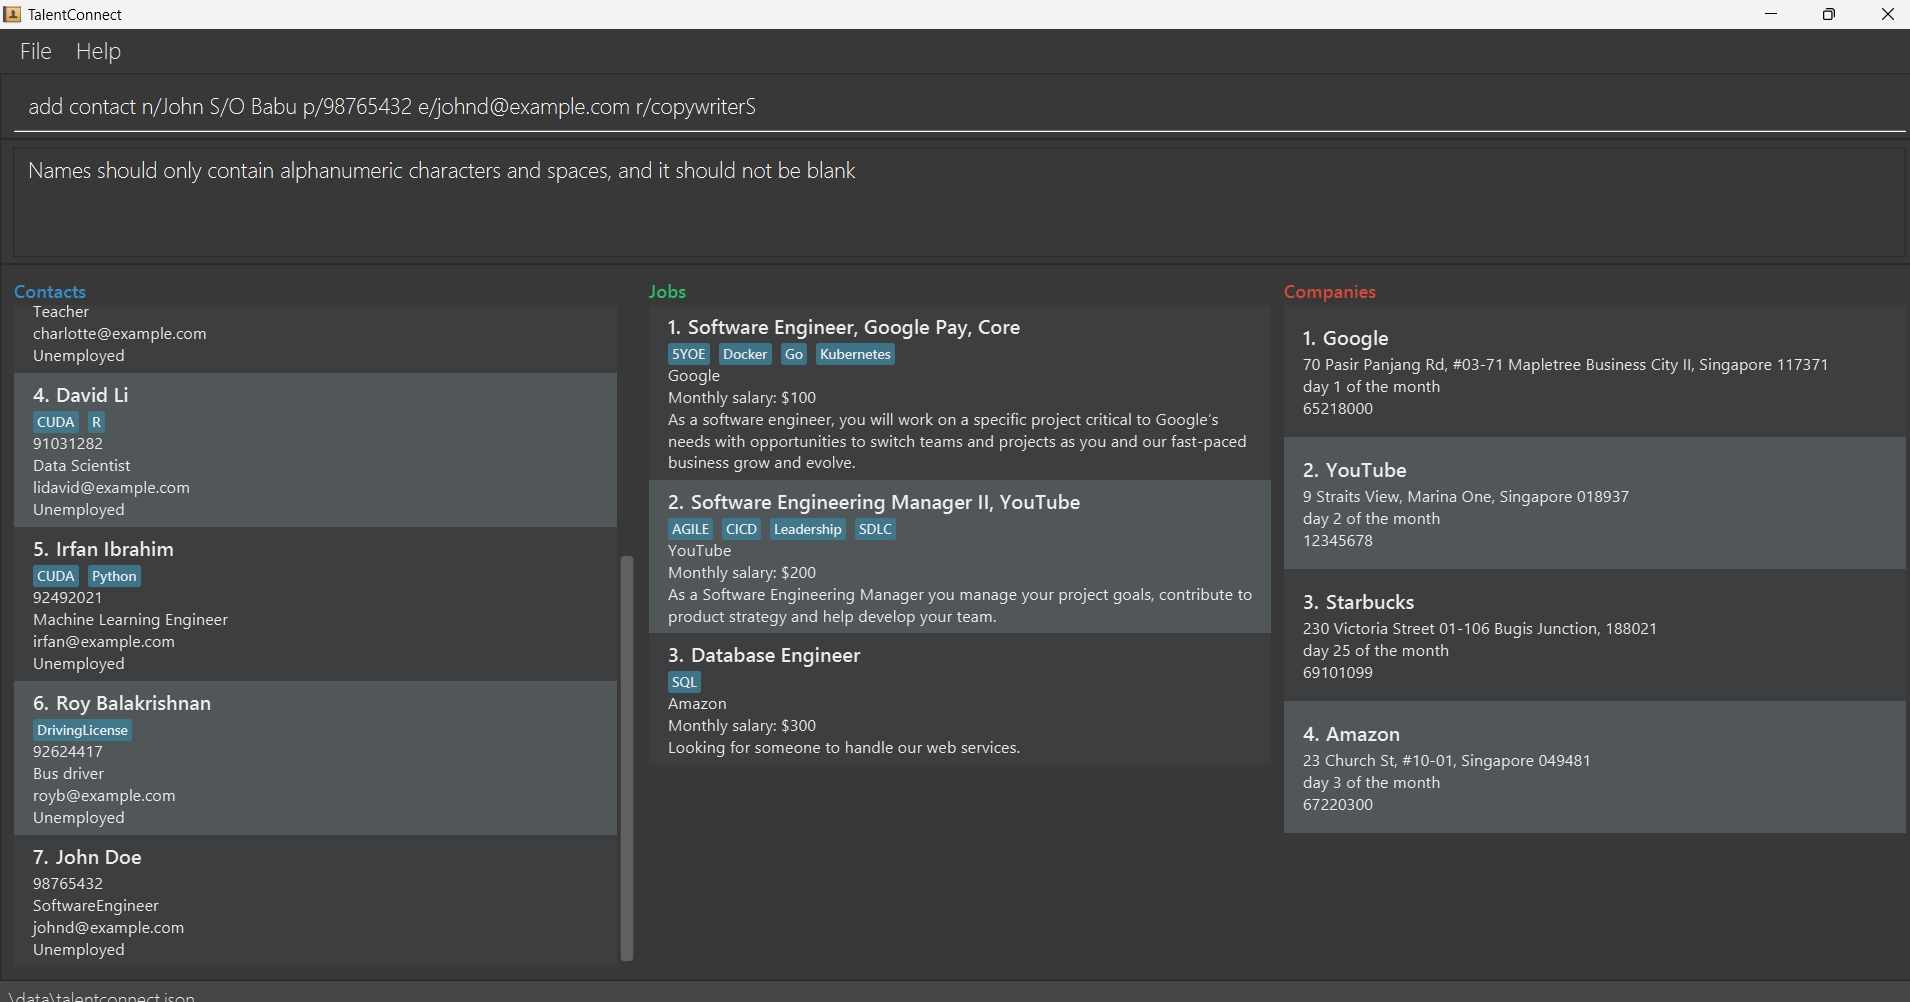 TalentConnect
File Help
add contact n/John S/O Babu p/98765432 e/johnd@example.com r/copywriterS
Names should only contain alphanumeric characters and spaces, and it should not be blank
Contacts
Teacher
charlotte@example.com
Unemployed
4. David Li
CUDA R
91031282
Data Scientist
lidavid@example.com
Unemployed
5. Irfan Ibrahim
CUDA Python
92492021
Machine Learning Engineer
irfan@example.com
Unemployed
6. Roy Balakrishnan
DrivingLicense
92624417
Bus driver
royb@example.com
Unemployed
7. John Doe
98765432
SoftwareEngineer
johnd@example.com
Unemployed
Jobs
1. Software Engineer, Google Pay, Core
5YOE Docker Go Kubernetes
Google
Monthly salary: $100
As a software engineer, you will work on a specific project critical to Google's
needs with opportunities to switch teams and projects as you and our fast-paced
business grow and evolve.
2. Software Engineering Manager II, YouTube
AGILE CICD Leadership SDLC
YouTube
Monthly salary: $200
As a Software Engineering Manager you manage your project goals, contribute to
product strategy and help develop your team.
3. Database Engineer
SQL
Amazon
Monthly salary: $300
Looking for someone to handle our web services.
Companies
1. Google
70 Pasir Panjang Rd, #03-71 Mapletree Business City II, Singapore 117371
day 1 of the month
65218000
2. YouTube
9 Straits View, Marina One, Singapore 018937
day 2 of the month
12345678
3. Starbucks
230 Victoria Street 01-106 Bugis Junction, 188021
day 25 of the month
69101099
4. Amazon
23 Church St, #10-01, Singapore 049481
day 3 of the month
67220300
\data\talentconnect.json